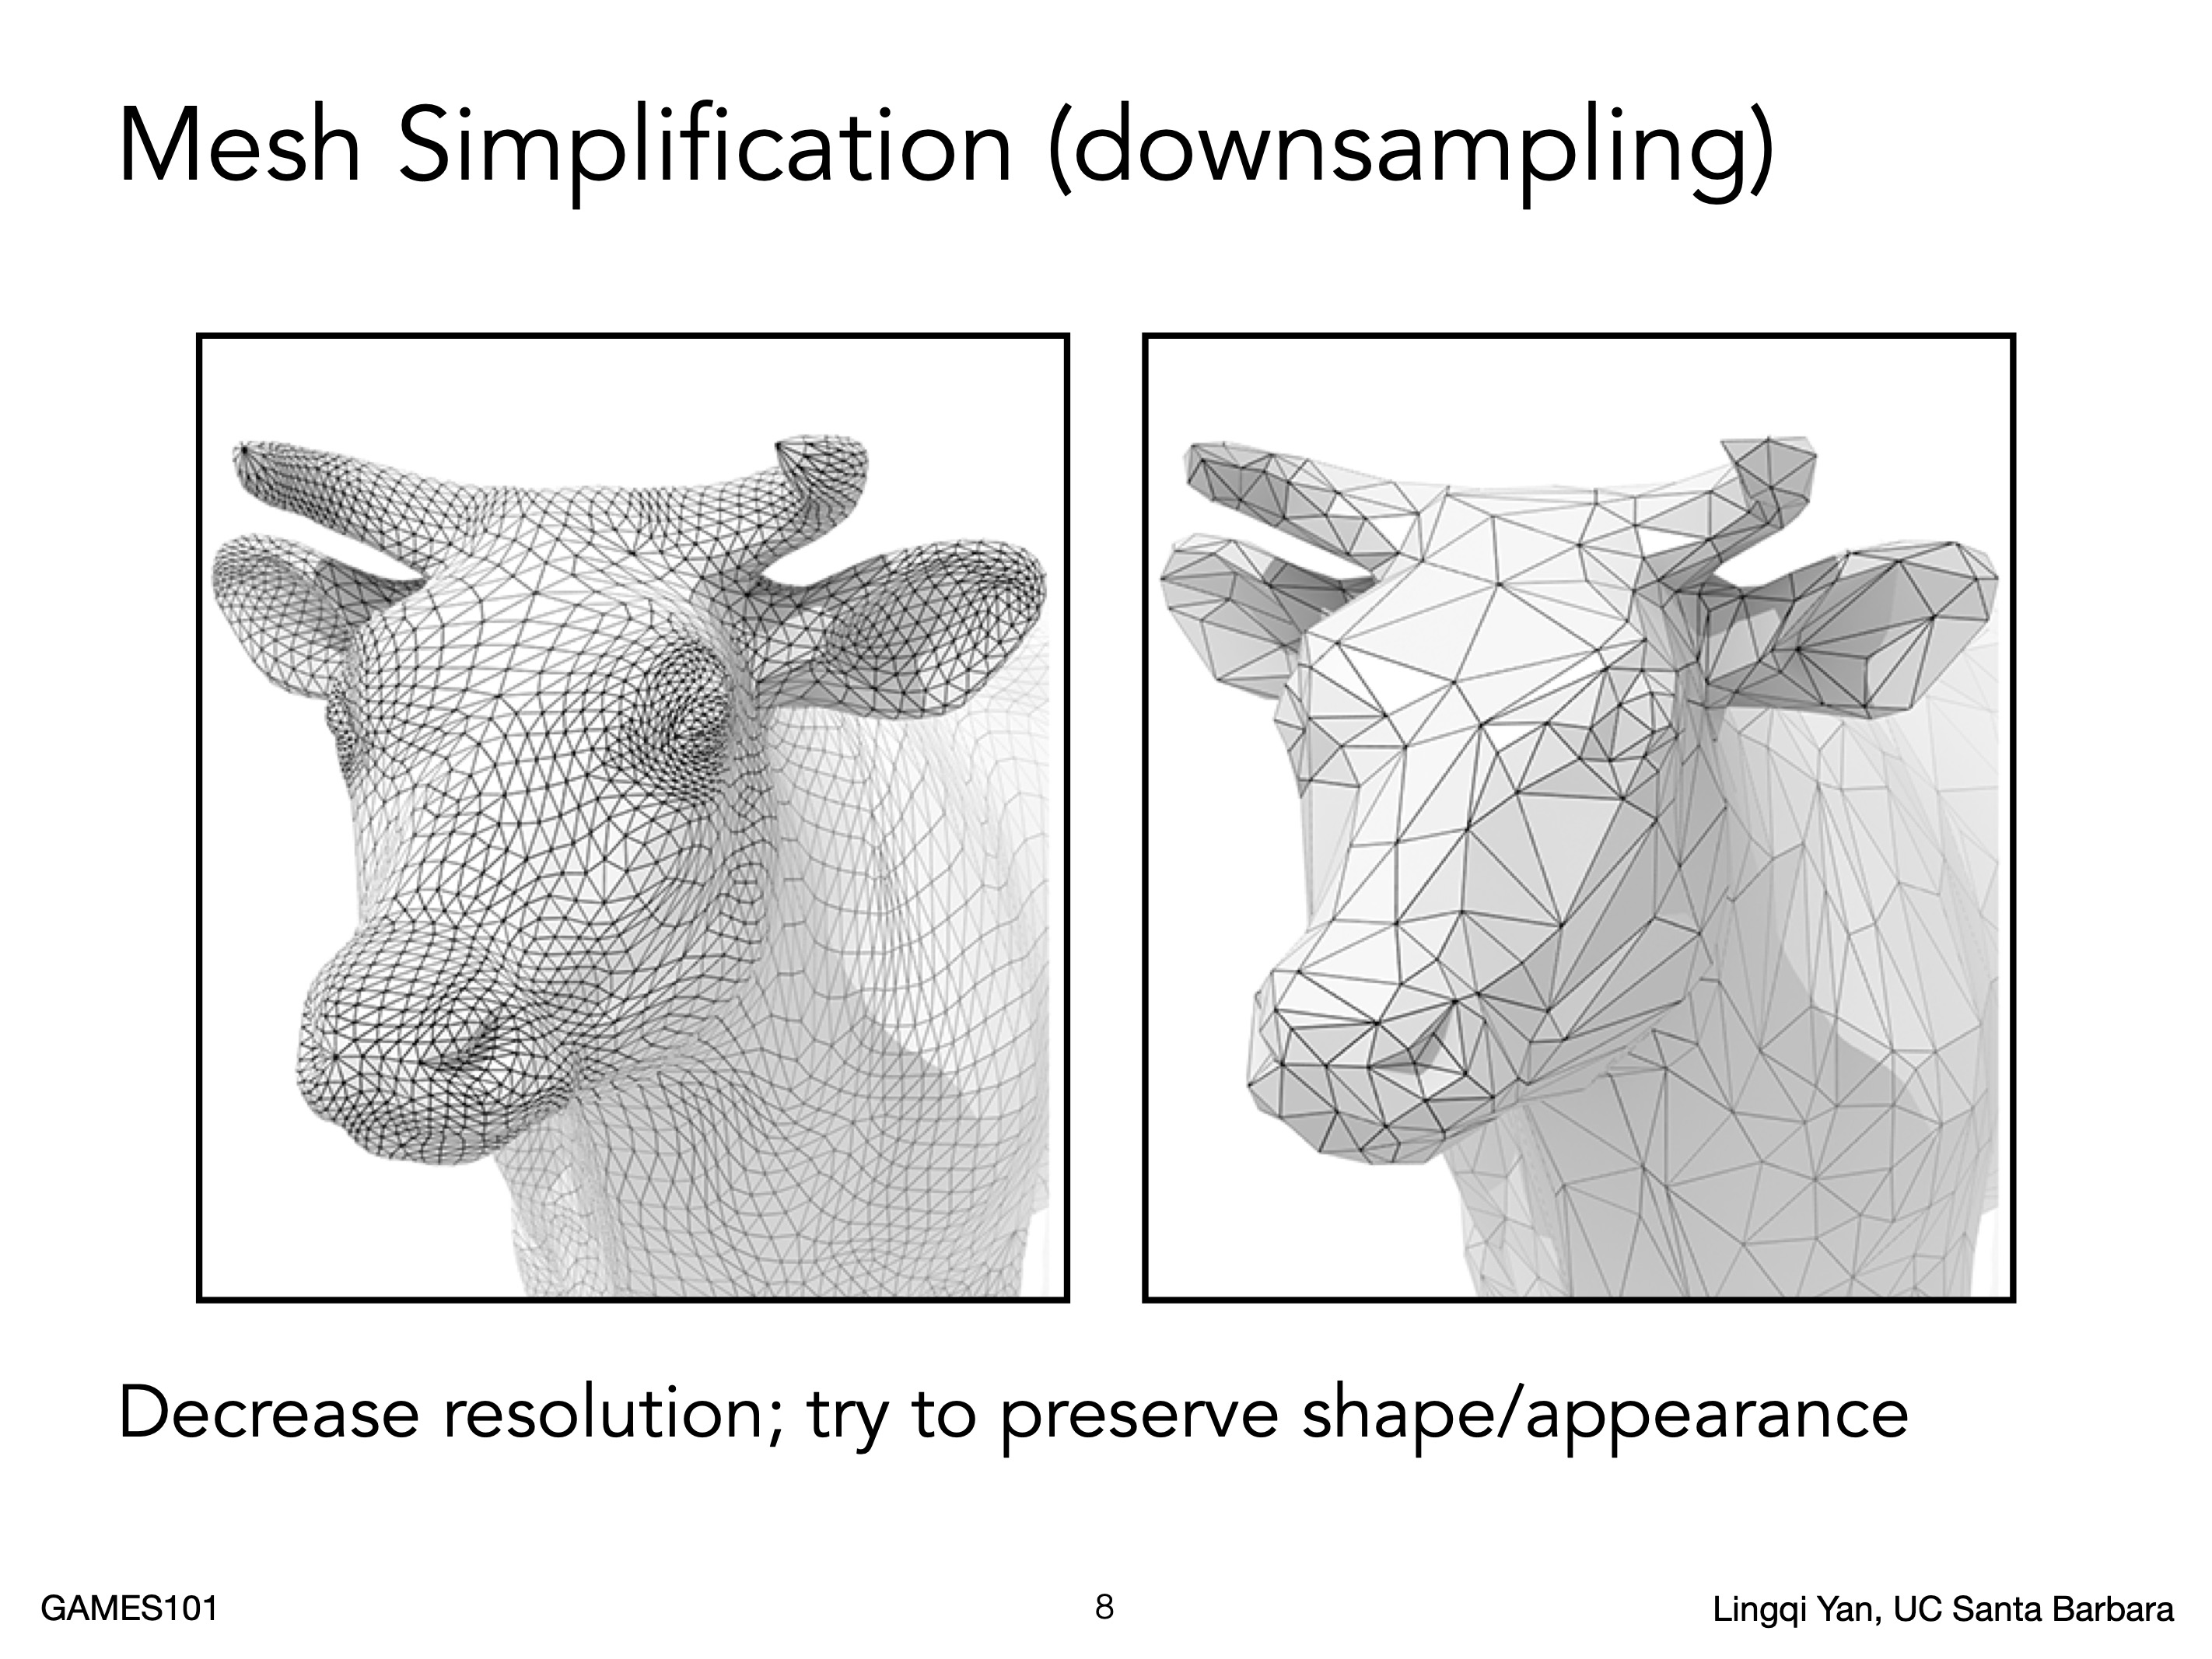 Mesh Simplification (downsampling)
Decrease resolution; try to preserve shape/appearance
GAMES101
8
Lingqi Yan, UC Santa Barbara